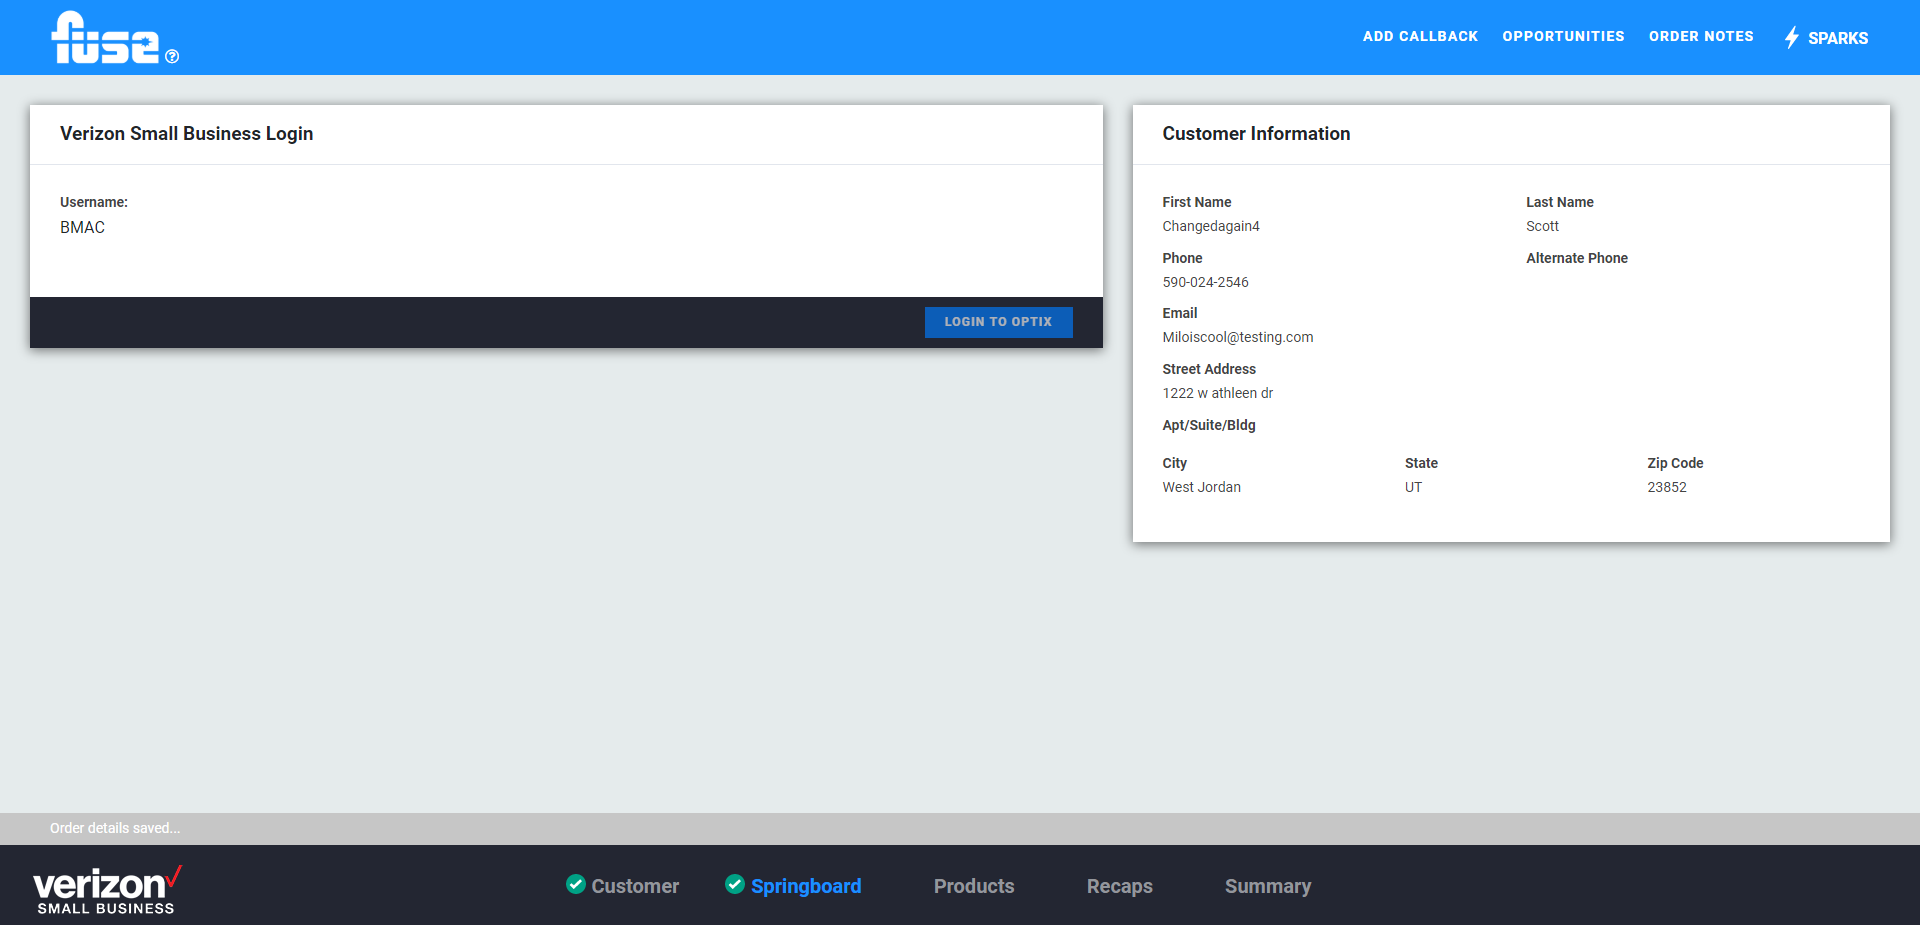 fuse ?
ADD CALLBACK
OPPORTUNITIES
ORDER NOTES
SPARKS
Verizon Small Business Login
Username:
BMAC
LOGIN TO OPTIX
Customer Information
First Name
Last Name
Changedagain4
Scott
Phone
Alternate Phone
590-024-2546
Email
Miloiscool@testing.com
Street Address
1222 w athleen dr
Apt/Suite/Bldg
City
State
Zip Code
West Jordan
UT
23852
Order details saved...
verizon
SMALL BUSINESS
Customer
Springboard
Products
Recaps
Summary